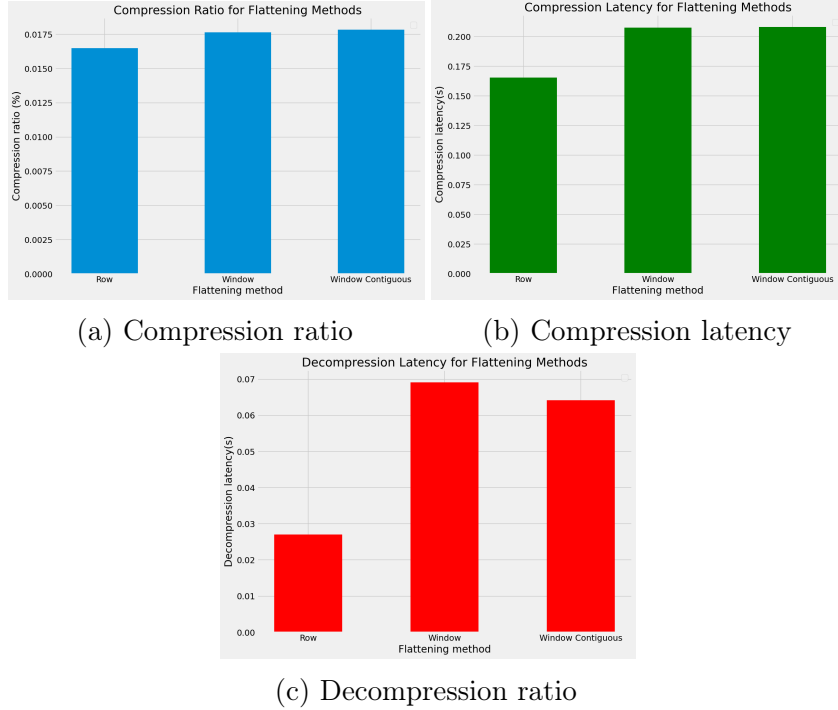 Compression Ratio for Flattening Methods
0.0175
0.0150
0.0125
0.0100
0.0075
0.0050
0.0025
0.0000
Compression ratio (%)
Row Window Window Contiguous
Flattening method
(a) Compression ratio
Compression Latency for Flattening Methods
0.200
0.175
0.150
0.125
0.100
0.075
0.050
0.025
0.000
Compression latency(s)
Row Window Window Contiguous
Flattening method
(b) Compression latency
Decompression Latency for Flattening Methods
0.07
0.06
0.05
0.04
0.03
0.02
0.01
0.00
Decompression latency(s)
Row Window Window Contiguous
Flattening method
(c) Decompression ratio